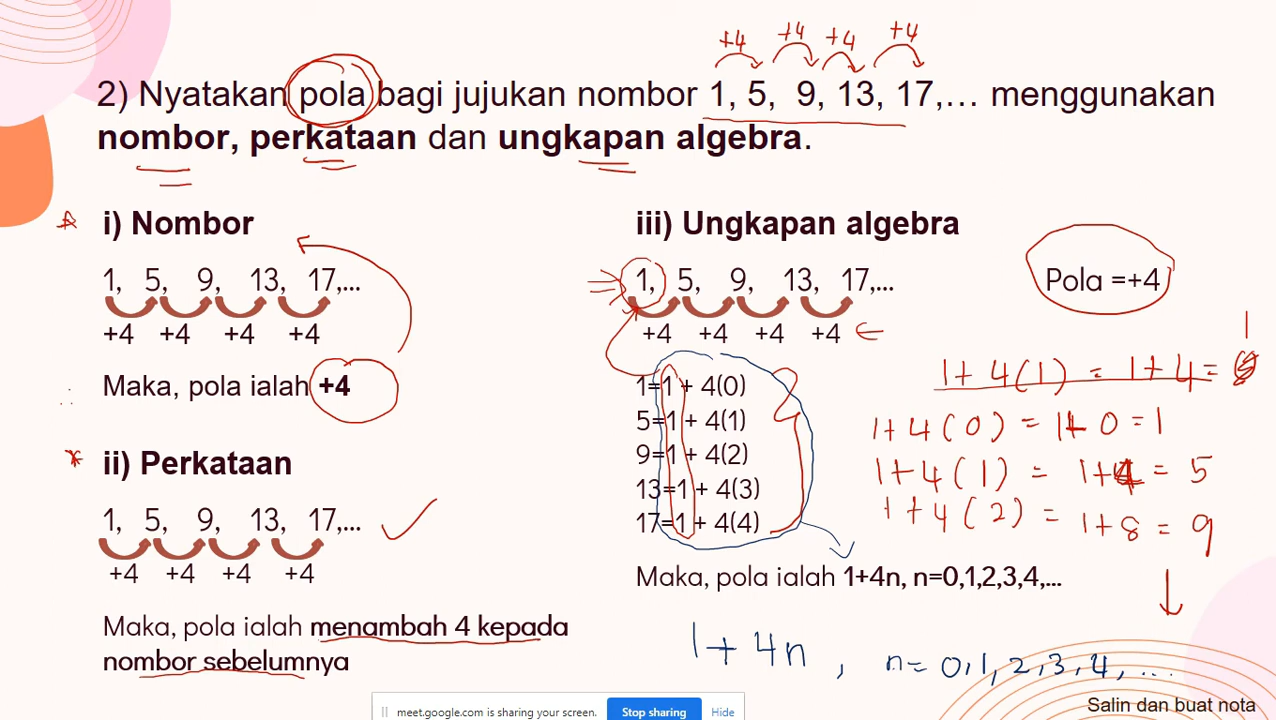 +4 +4 +4 +4
2) Nyatakan pola bagi jujukan nombor 1, 5, 9, 13, 17,... menggunakan
nombor, perkataan dan ungkapan algebra.
i) Nombor
1, 5, 9, 13, 17,...
+4 +4 +4 +4
Maka, pola ialah +4
ii) Perkataan
1, 5, 9, 13, 17,...
+4 +4 +4 +4
Maka, pola ialah menambah 4 kepada
nombor sebelumnya
iii) Ungkapan algebra
1, 5, 9, 13, 17,...
+4 +4 +4 +4
1=1 + 4(0)
5=1 + 4(1)
9=1 + 4(2)
13=1 + 4(3)
17=1 + 4(4)
Maka, pola ialah 1+4n, n=0,1,2,3,4,...
1 + 4n , n= 0,1, 2,3, 4, ...
Pola =+4
1
1+ 4(1) = 1+4 =
1+4(0) = 1+ 0 = 1
1+4(1) = 1+4 = 5
1+4(2) = 1+8 = 9
Salin dan buat nota
meet.google.com is sharing your screen. Stop sharing Hide